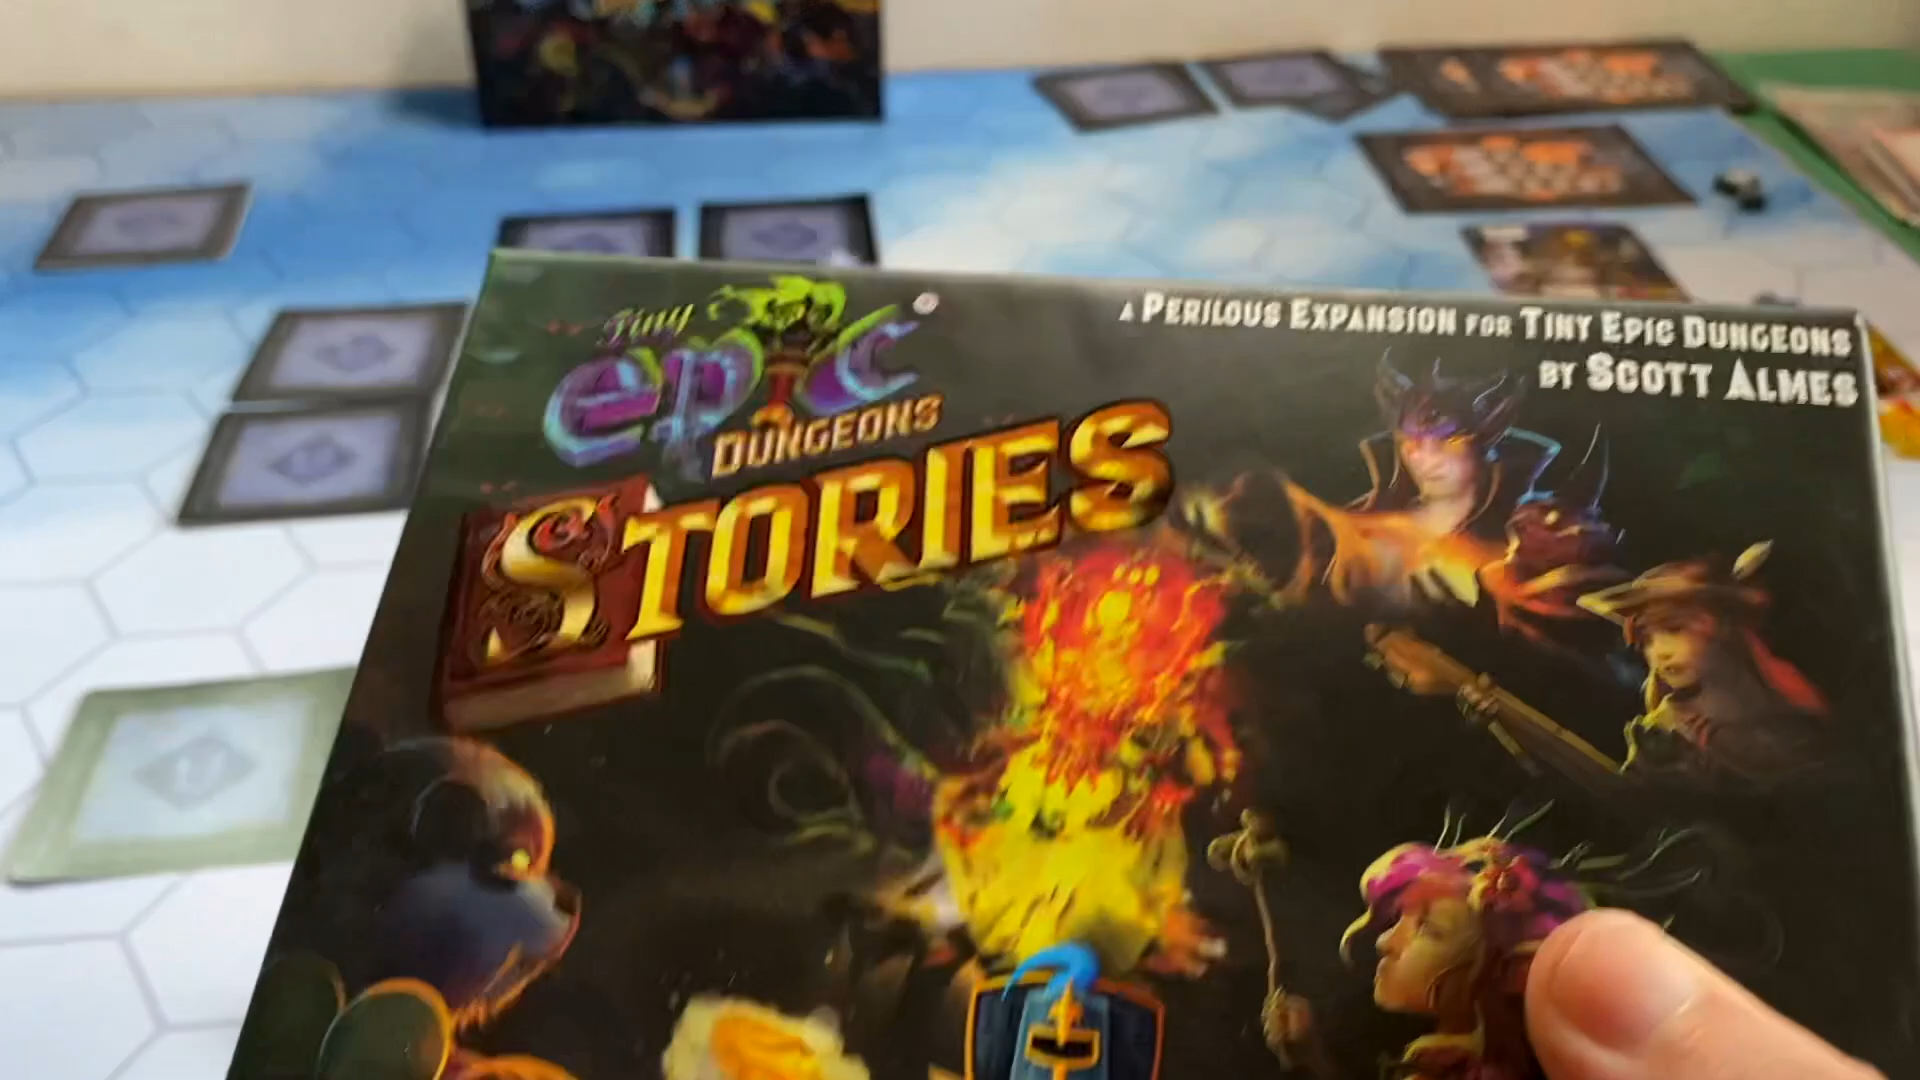 Tiny
epic
DUNGEONS
STORIES
A PERILOUS EXPANSION FOR TINY EPIC DUNGEONS
BY SCOTT ALMES